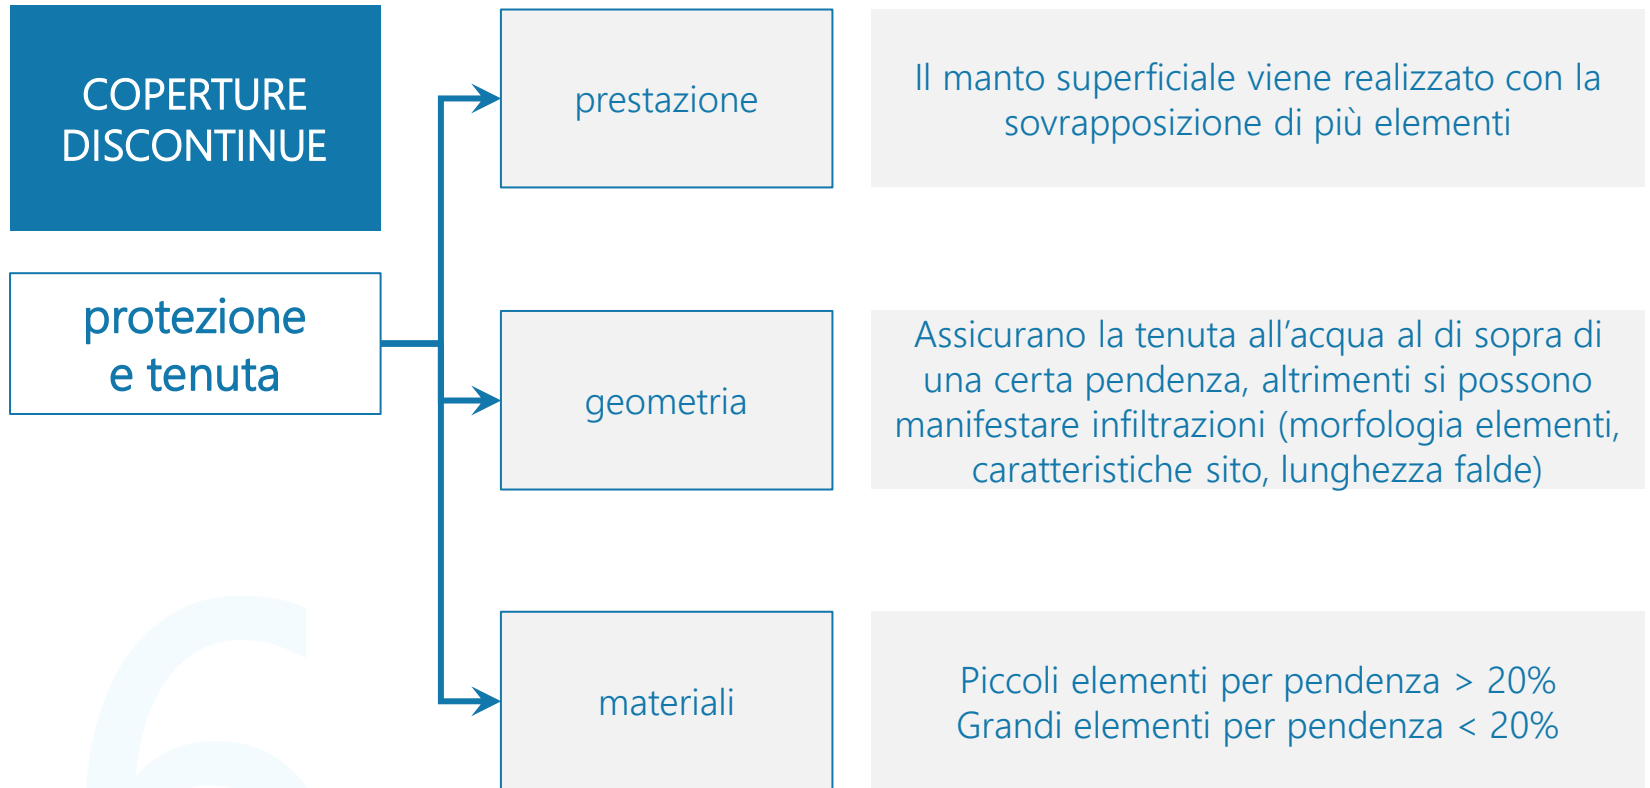 COPERTURE
DISCONTINUE
protezione
e tenuta
prestazione
Il manto superficiale viene realizzato con la
sovrapposizione di più elementi
geometria
Assicurano la tenuta all’acqua al di sopra di
una certa pendenza, altrimenti si possono
manifestare infiltrazioni (morfologia elementi,
caratteristiche sito, lunghezza falde)
materiali
Piccoli elementi per pendenza > 20%
Grandi elementi per pendenza < 20%
6